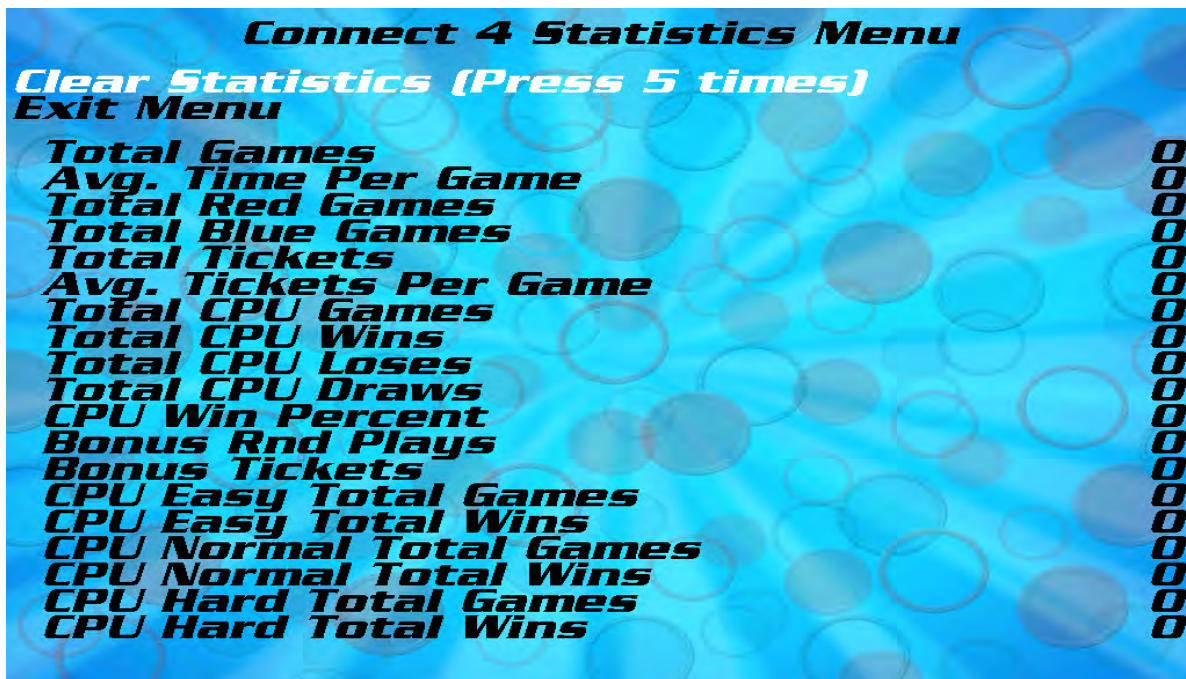 Connect 4 Statistics Menu
Clear Statistics (Press 5 times)
Exit Menu
Total Games 0
Avg. Time Per Game 0
Total Red Games 0
Total Blue Games 0
Total Tickets 0
Avg. Tickets Per Game 0
Total CPU Games 0
Total CPU Wins 0
Total CPU Loses 0
Total CPU Draws 0
CPU Win Percent 0
Bonus Rnd Plays 0
Bonus Tickets 0
CPU Easy Total Games 0
CPU Easy Total Wins 0
CPU Normal Total Games 0
CPU Normal Total Wins 0
CPU Hard Total Games 0
CPU Hard Total Wins 0